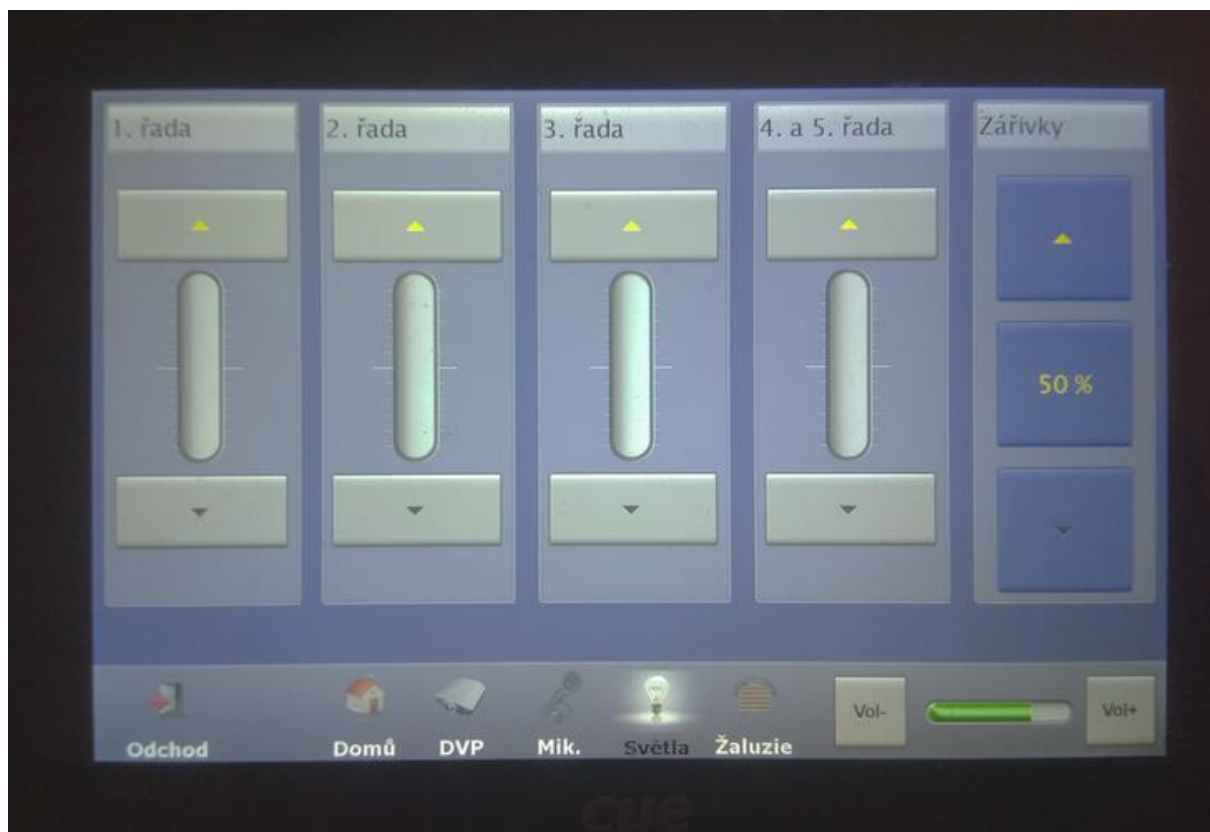 1. řada
2. řada
3. řada
4. a 5. řada
Zářivky
50 %
Vol-
Vol+
Odchod
Domů
DVP
Mik.
Světla
Žaluzie
cue